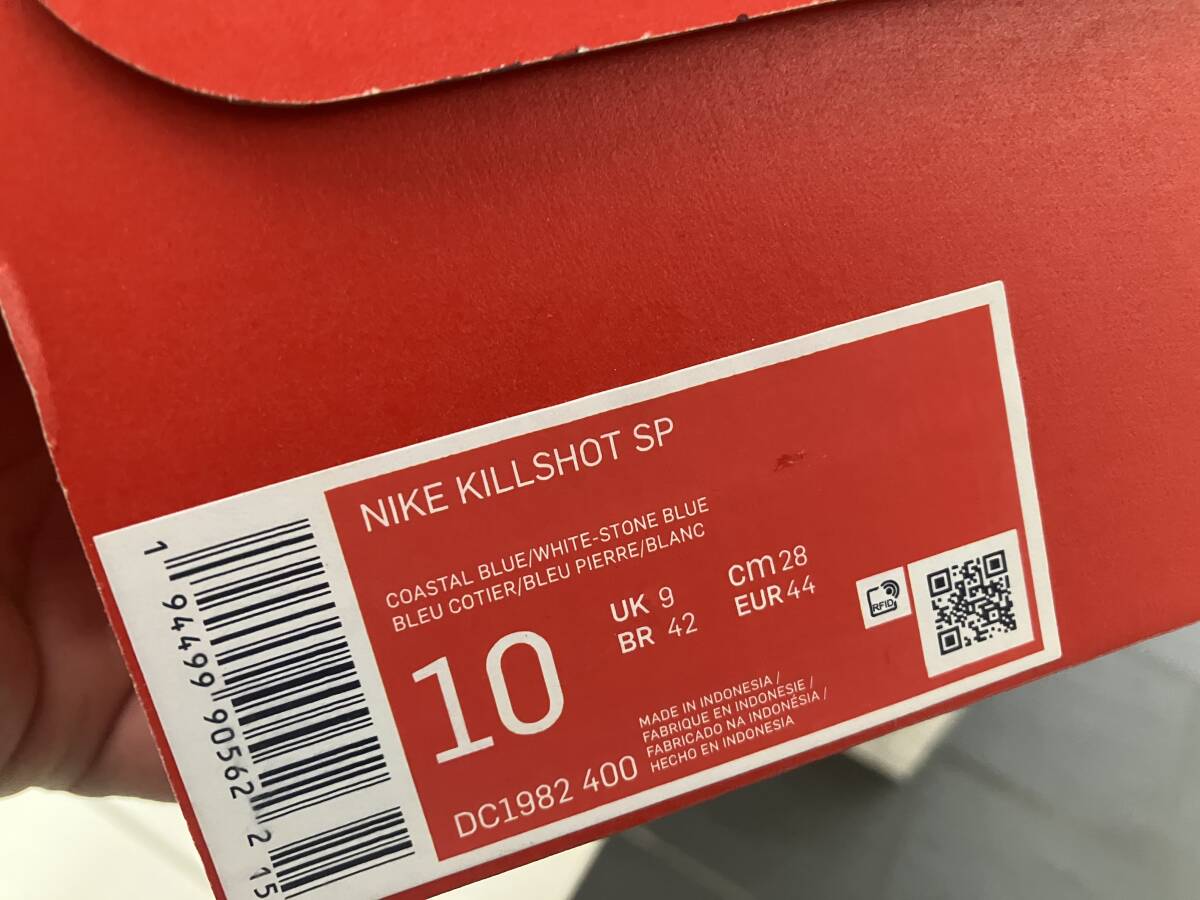 NIKE KILLSHOT SP
COASTAL BLUE/WHITE-STONE BLUE
BLEU COTIER/BLEU PIERRE/BLANC
10
UK 9
BR 42
cm 28
EUR 44
RFID
MADE IN INDONESIA /
FABRIQUE EN INDONESIE /
FABRICADO NA INDONÉSIA /
HECHO EN INDONESIA
DC1982 400
1 94499 90562 2 15